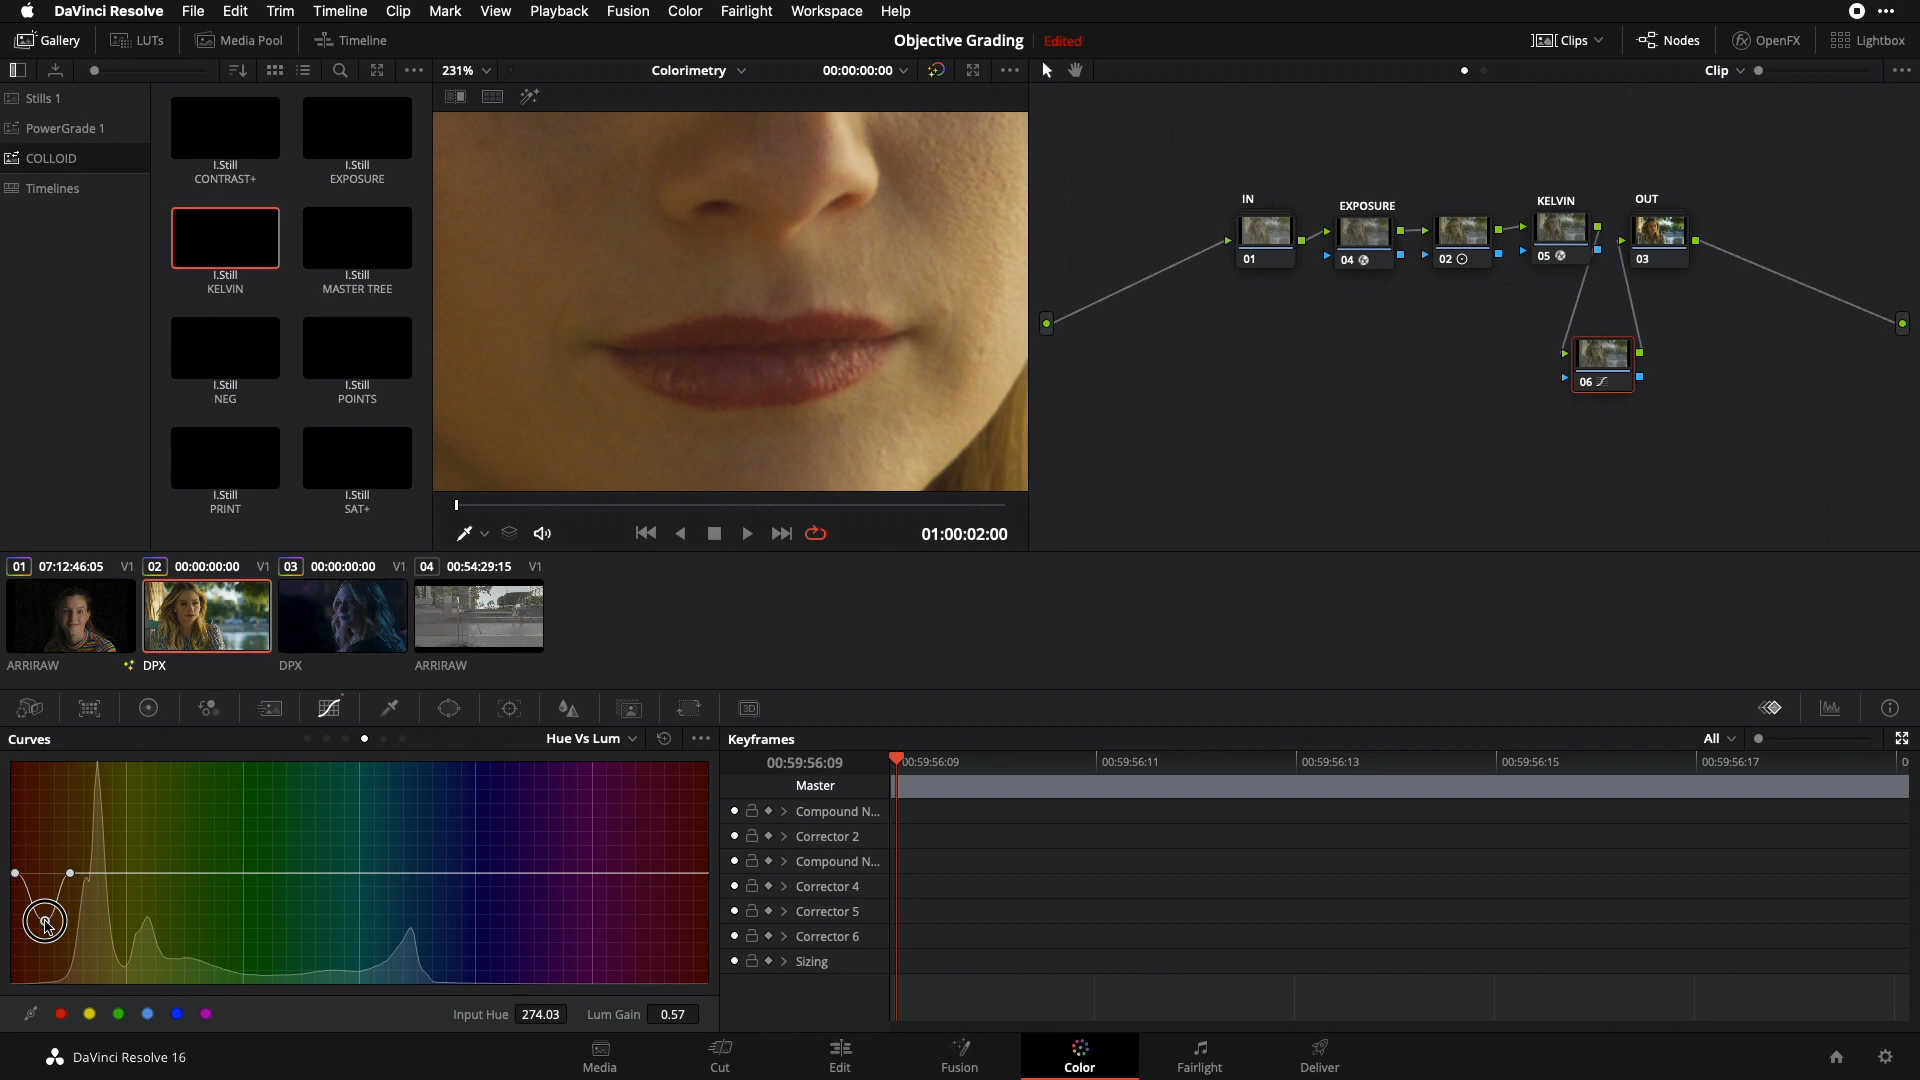 DaVinci Resolve File Edit Trim Timeline Clip Mark View Playback Fusion Color Fairlight Workspace Help
Gallery LUTs Media Pool Timeline Objective Grading Edited Clips Nodes OpenFX Lightbox
231% Colorimetry 00:00:00:00 Clip
Stills 1
PowerGrade 1
COLLOID
Timelines
I.Still I.Still
CONTRAST+ EXPOSURE
I.Still I.Still
KELVIN MASTER TREE
I.Still I.Still
NEG POINTS
I.Still I.Still
PRINT SAT+
01:00:02:00
IN EXPOSURE KELVIN OUT
01 04 02 05 03
06
01 07:12:46:05 V1 02 00:00:00:00 V1 03 00:00:00:00 V1 04 00:54:29:15 V1
ARRIRAW DPX DPX ARRIRAW
3D
Curves Hue Vs Lum Keyframes All
00:59:56:09 00:59:56:09 00:59:56:11 00:59:56:13 00:59:56:15 00:59:56:17
Master
Compound N...
Corrector 2
Compound N...
Corrector 4
Corrector 5
Corrector 6
Sizing
Input Hue 274.03 Lum Gain 0.57
DaVinci Resolve 16 Media Cut Edit Fusion Color Fairlight Deliver